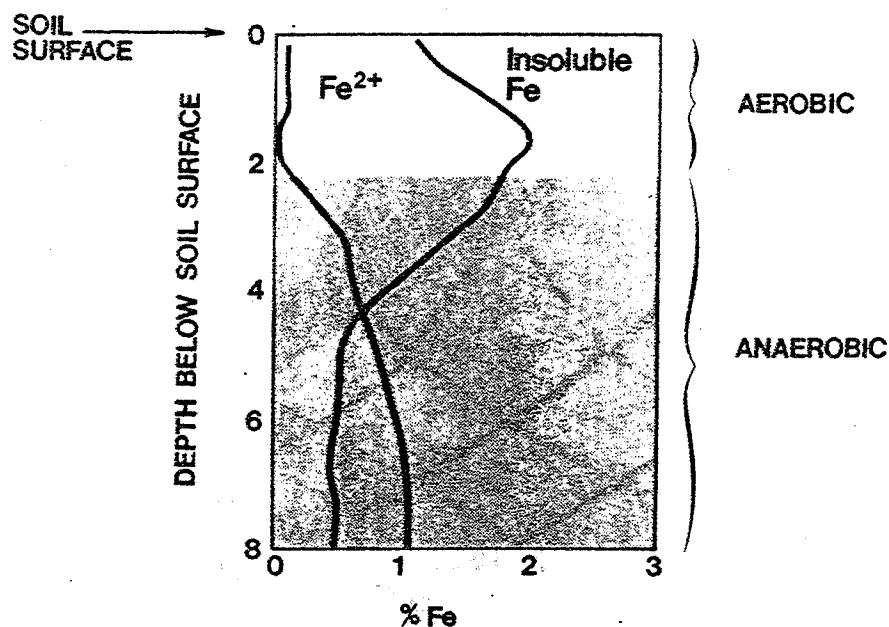 SOIL
SURFACE
0
2
4
6
8
DEPTH BELOW SOIL SURFACE
Fe²⁺
Insoluble
Fe
AEROBIC
ANAEROBIC
0 1 2 3
% Fe